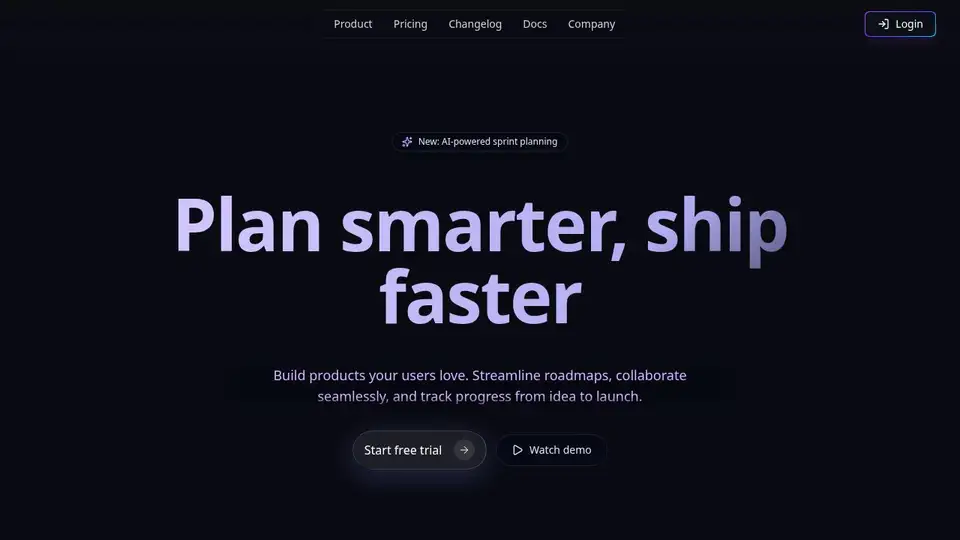 Product Pricing Changelog Docs Company Login
New: AI-powered sprint planning
Plan smarter, ship
faster
Build products your users love. Streamline roadmaps, collaborate
seamlessly, and track progress from idea to launch.
Start free trial Watch demo